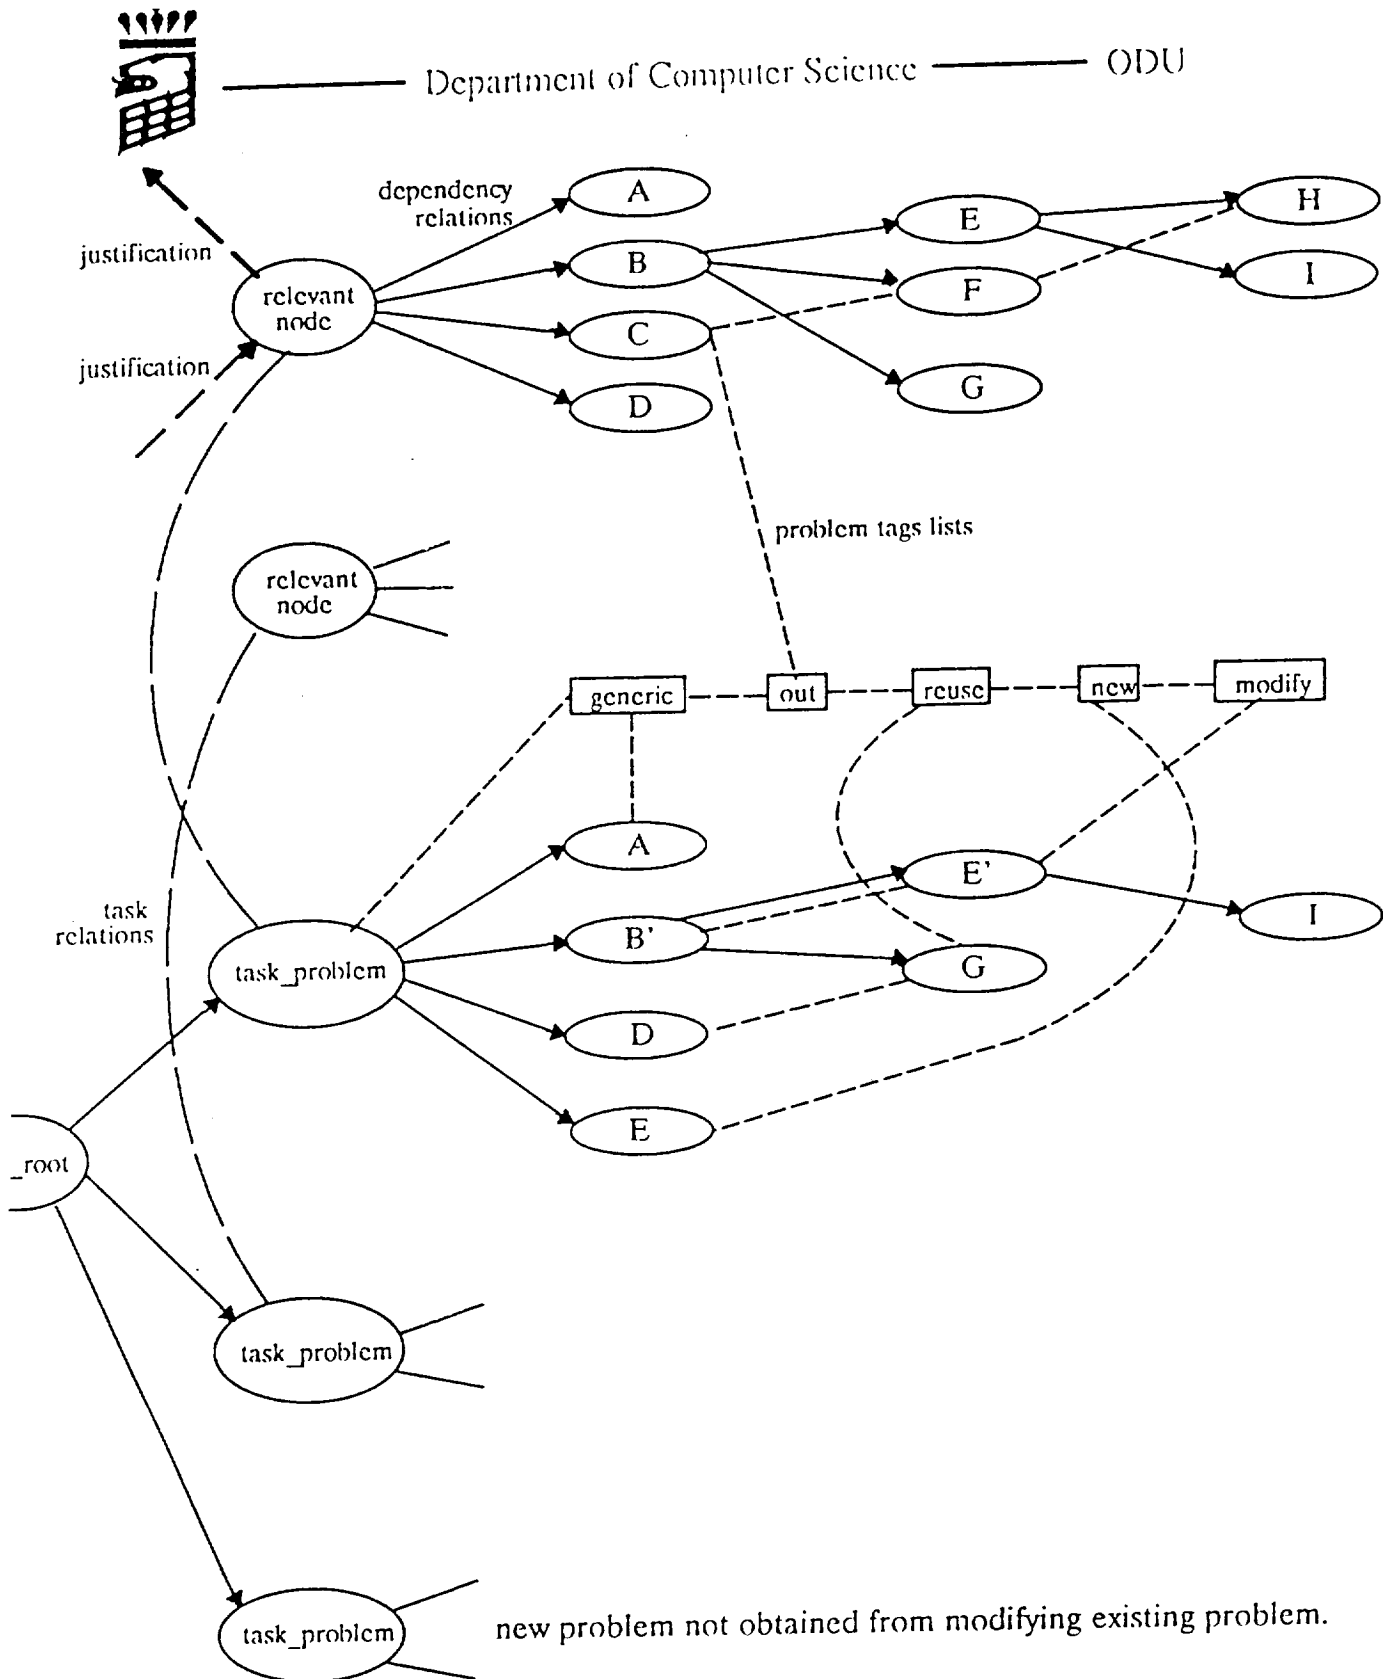 Department of Computer Science ODU
dependency
relations
A
B
C
D
E
F
G
H
I
justification
relevant
node
justification
problem tags lists
relevant
node
generic
out
reuse
new
modify
A
B'
D
E
E'
G
I
task
relations
task_problem
_root
task_problem
task_problem
new problem not obtained from modifying existing problem.